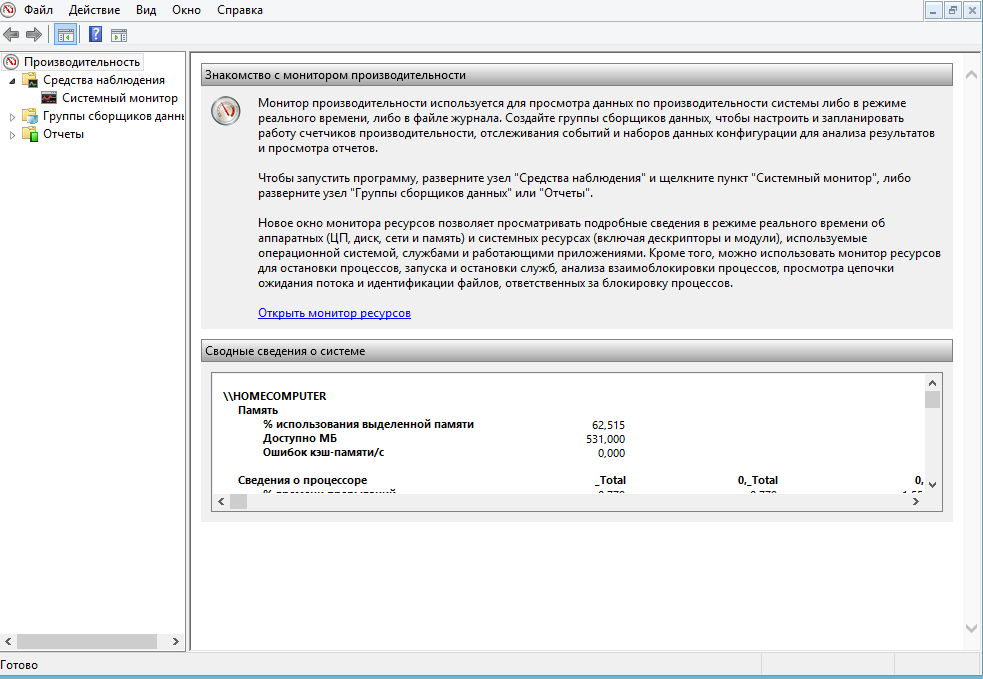 Файл Действие Вид Окно Справка
Производительность
Средства наблюдения
Системный монитор
Группы сборщиков данн
Отчеты
Знакомство с монитором производительности
Монитор производительности используется для просмотра данных по производительности системы либо в режиме
реального времени, либо в файле журнала. Создайте группы сборщиков данных, чтобы настроить и запланировать
работу счетчиков производительности, отслеживания событий и наборов данных конфигурации для анализа результатов
и просмотра отчетов.
Чтобы запустить программу, разверните узел "Средства наблюдения" и щелкните пункт "Системный монитор", либо
разверните узел "Группы сборщиков данных" или "Отчеты".
Новое окно монитора ресурсов позволяет просматривать подробные сведения в режиме реального времени об
аппаратных (ЦП, диск, сети и память) и системных ресурсах (включая дескрипторы и модули), используемые
операционной системой, службами и работающими приложениями. Кроме того, можно использовать монитор ресурсов
для остановки процессов, запуска и остановки служб, анализа взаимоблокировки процессов, просмотра цепочки
ожидания потока и идентификации файлов, ответственных за блокировку процессов.
Открыть монитор ресурсов
Сводные сведения о системе
\\HOMECOMPUTER
Память
% использования выделенной памяти 62,515
Доступно МБ 531,000
Ошибок кэш-памяти/с 0,000
Сведения о процессоре _Total 0,_Total 0,
Готово